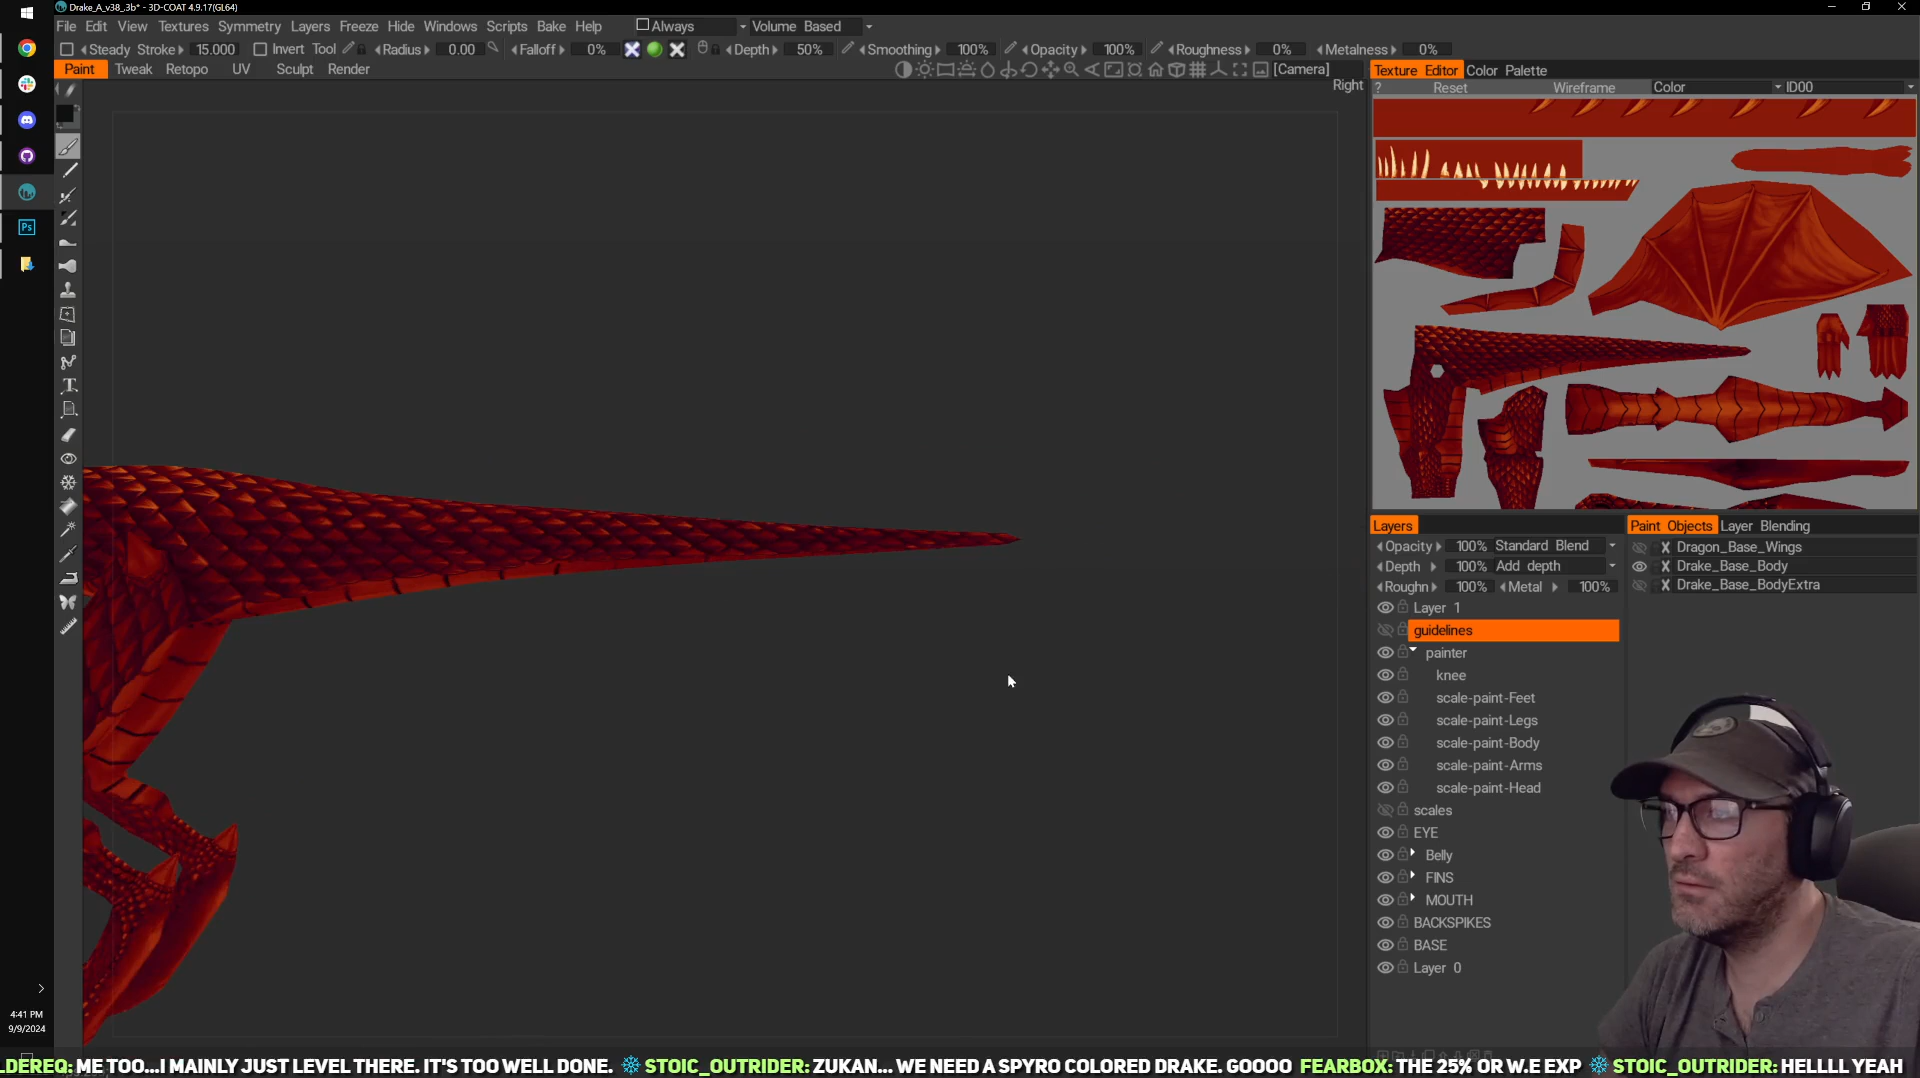 Drake_A_v38_.3b* - 3D-COAT 4.9.17(GL64)
File Edit View Textures Symmetry Layers Freeze Hide Windows Scripts Bake Help Always Volume Based
Steady Stroke 15.000 Invert Tool Radius 0.00 Falloff 0% Depth 50% Smoothing 100% Opacity 100% Roughness 0% Metalness 0%
Paint Tweak Retopo UV Sculpt Render [Camera]
Right
Texture Editor Color Palette
? Reset Wireframe Color ID00
Layers
Opacity 100% Standard Blend
Depth 100% Add depth
Roughn 100% Metal 100%
Layer 1
guidelines
painter
knee
scale-paint-Feet
scale-paint-Legs
scale-paint-Body
scale-paint-Arms
scale-paint-Head
scales
EYE
Belly
FINS
MOUTH
BACKSPIKES
BASE
Layer 0
Paint Objects Layer Blending
Dragon_Base_Wings
Drake_Base_Body
Drake_Base_BodyExtra
Ps
4:41 PM
9/9/2024
LDEREQ: ME TOO...I MAINLY JUST LEVEL THERE. IT'S TOO WELL DONE. STOIC_OUTRIDER: ZUKAN... WE NEED A SPYRO COLORED DRAKE. GOOOO FEARBOX: THE 25% OR W.E EXP STOIC_OUTRIDER: HELLLL YEAH